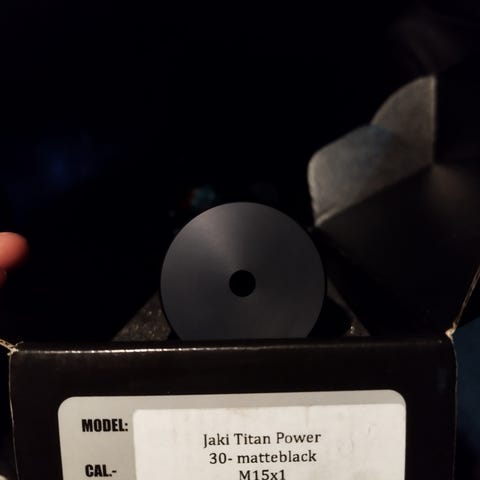 MODEL:
Jaki Titan Power
30- matteblack
CAL.-
M15x1